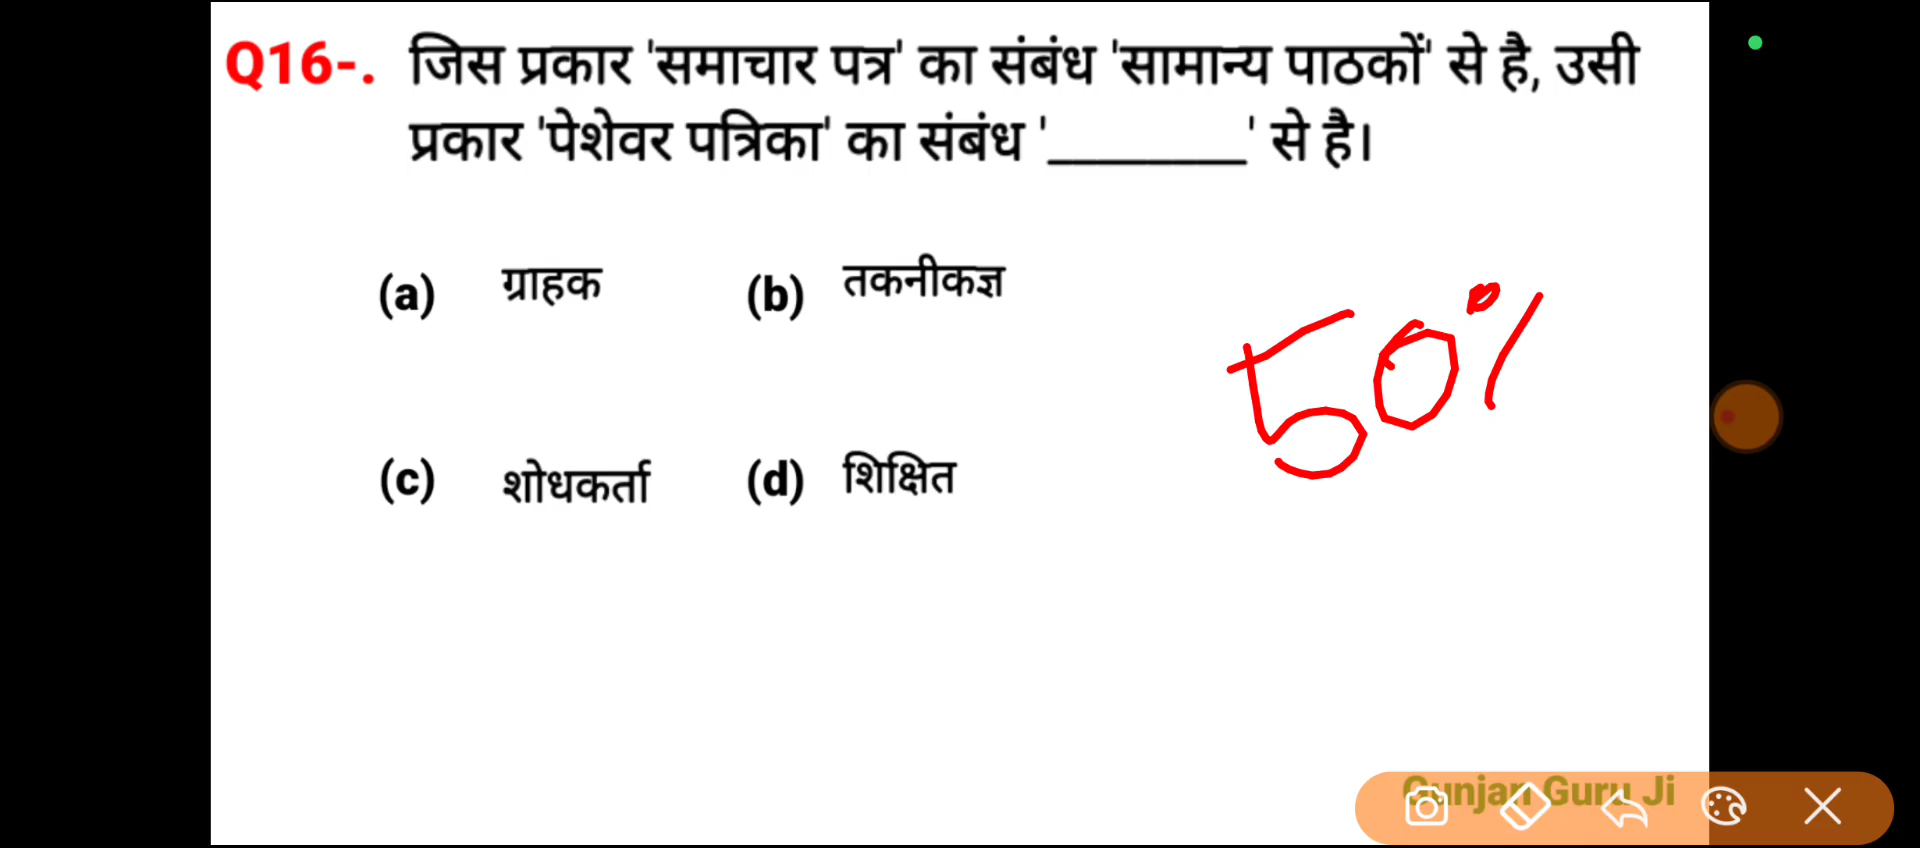 Q16-. जिस प्रकार 'समाचार पत्र' का संबंध 'सामान्य पाठकों' से है, उसी
प्रकार 'पेशेवर पत्रिका' का संबंध '________' से है।
(a) ग्राहक (b) तकनीकज्ञ
50%
(c) शोधकर्ता (d) शिक्षित
Gunjan Guru Ji